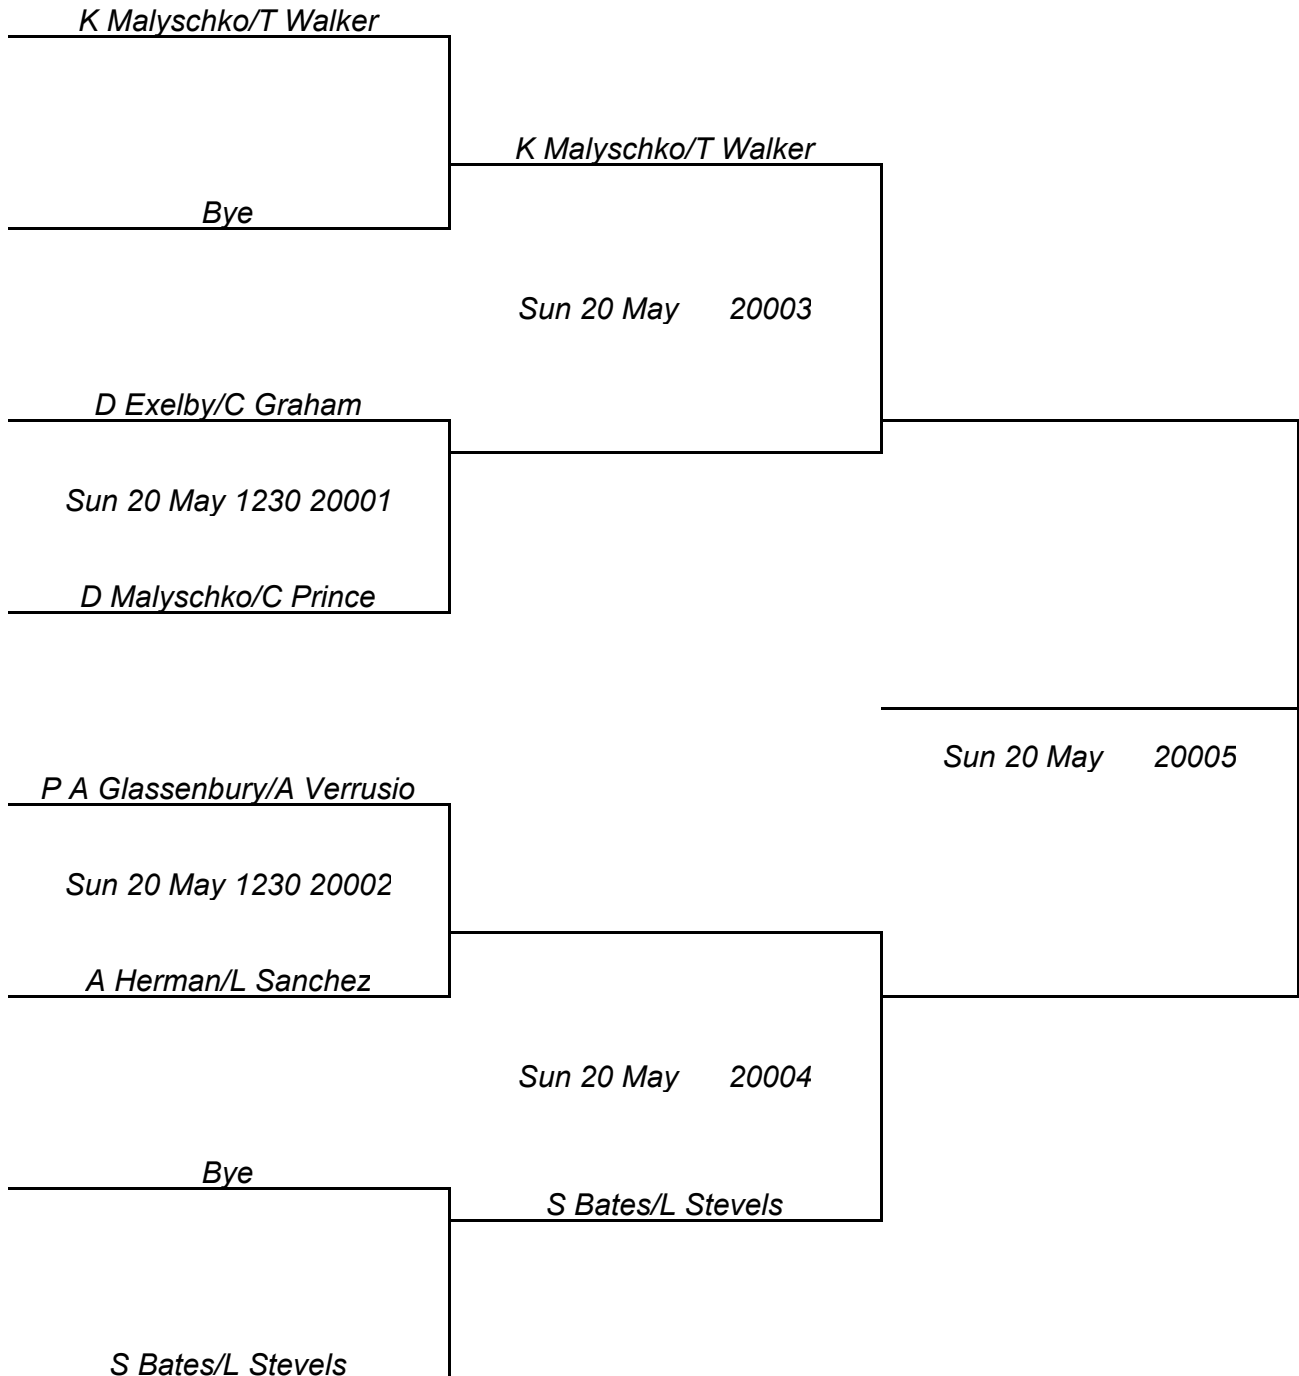 K Malyschko/T Walker
K Malyschko/T Walker
Bye
Sun 20 May 20003
D Exelby/C Graham
Sun 20 May 1230 20001
D Malyschko/C Prince
Sun 20 May 20005
P A Glassenbury/A Verrusio
Sun 20 May 1230 20002
A Herman/L Sanchez
Sun 20 May 20004
Bye
S Bates/L Stevels
S Bates/L Stevels